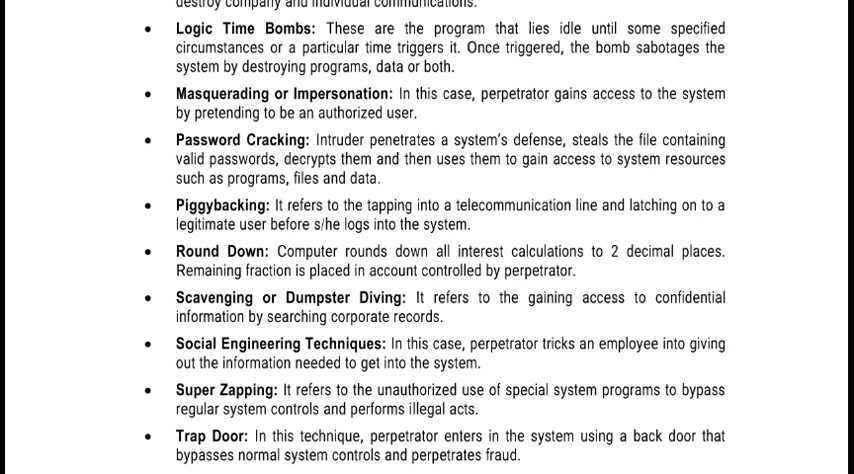 destroy company and individual communications.
• Logic Time Bombs: These are the program that lies idle until some specified
circumstances or a particular time triggers it. Once triggered, the bomb sabotages the
system by destroying programs, data or both.
• Masquerading or Impersonation: In this case, perpetrator gains access to the system
by pretending to be an authorized user.
• Password Cracking: Intruder penetrates a system's defense, steals the file containing
valid passwords, decrypts them and then uses them to gain access to system resources
such as programs, files and data.
• Piggybacking: It refers to the tapping into a telecommunication line and latching on to a
legitimate user before s/he logs into the system.
• Round Down: Computer rounds down all interest calculations to 2 decimal places.
Remaining fraction is placed in account controlled by perpetrator.
• Scavenging or Dumpster Diving: It refers to the gaining access to confidential
information by searching corporate records.
• Social Engineering Techniques: In this case, perpetrator tricks an employee into giving
out the information needed to get into the system.
• Super Zapping: It refers to the unauthorized use of special system programs to bypass
regular system controls and performs illegal acts.
• Trap Door: In this technique, perpetrator enters in the system using a back door that
bypasses normal system controls and perpetrates fraud.